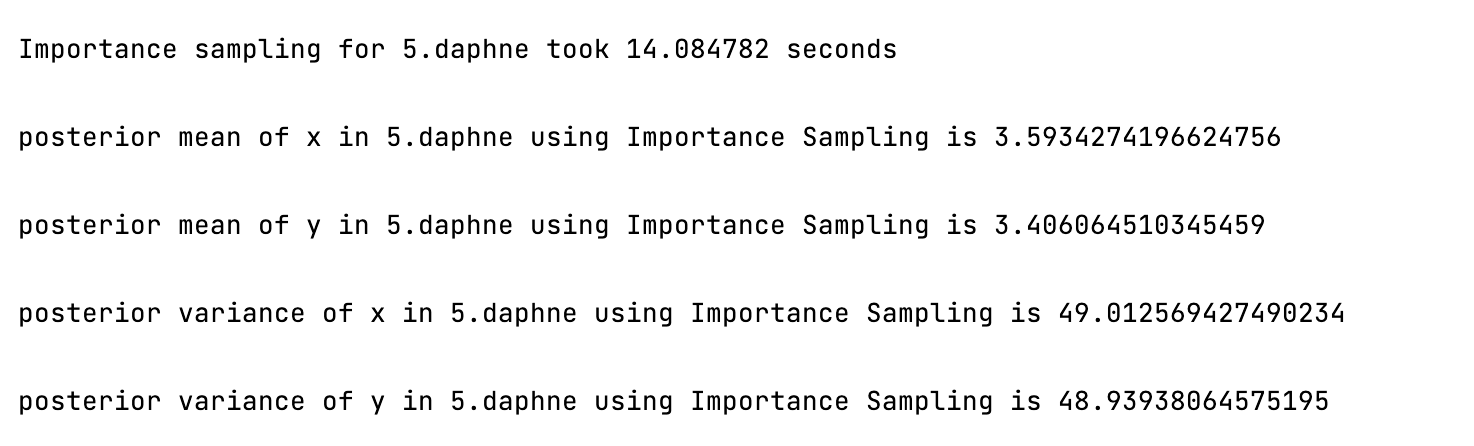 Importance sampling for 5.daphne took 14.084782 seconds
posterior mean of x in 5.daphne using Importance Sampling is 3.5934274196624756
posterior mean of y in 5.daphne using Importance Sampling is 3.406064510345459
posterior variance of x in 5.daphne using Importance Sampling is 49.012569427490234
posterior variance of y in 5.daphne using Importance Sampling is 48.93938064575195